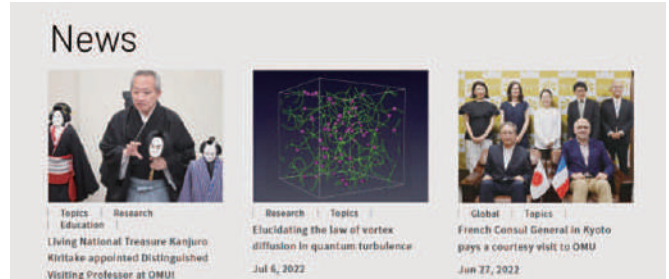 News
| Topics | Research
Education |
Living National Treasure Kanjuro
Kiritake appointed Distinguished
Visiting Professor at OMU!
| Research | Topics |
Elucidating the law of vortex
diffusion in quantum turbulence
Jul 6, 2022
| Global | Topics |
French Consul General in Kyoto
pays a courtesy visit to OMU
Jun 27, 2022